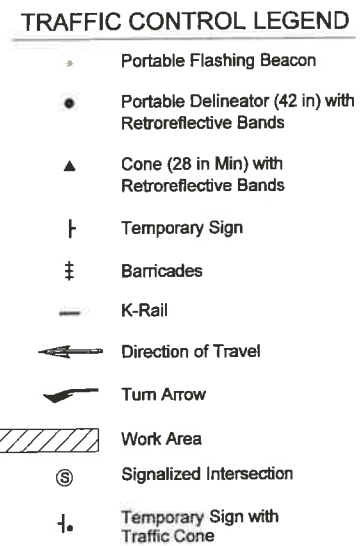 TRAFFIC CONTROL LEGEND
Portable Flashing Beacon
Portable Delineator (42 in) with
Retroreflective Bands
Cone (28 in Min) with
Retroreflective Bands
Temporary Sign
Barricades
K-Rail
Direction of Travel
Turn Arrow
Work Area
S Signalized Intersection
Temporary Sign with
Traffic Cone